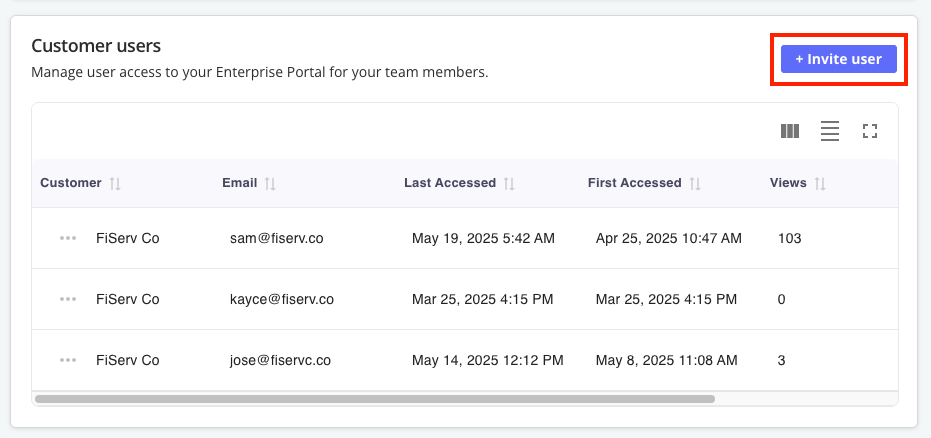 Customer users
Manage user access to your Enterprise Portal for your team members.
+ Invite user
Customer Email Last Accessed First Accessed Views
FiServ Co sam@fiserv.co May 19, 2025 5:42 AM Apr 25, 2025 10:47 AM 103
FiServ Co kayce@fiserv.co Mar 25, 2025 4:15 PM Mar 25, 2025 4:15 PM 0
FiServ Co jose@fiservc.co May 14, 2025 12:12 PM May 8, 2025 11:08 AM 3